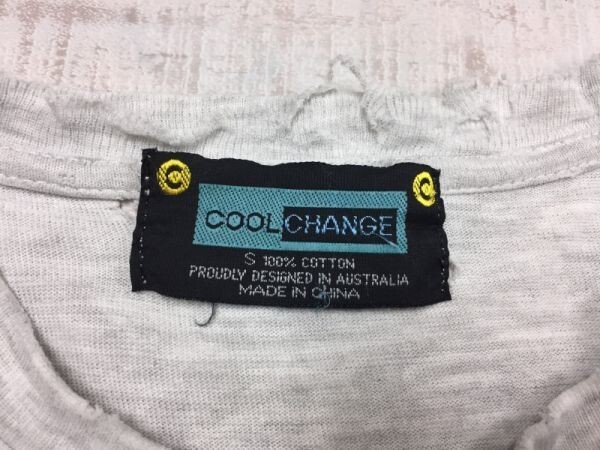 COOL CHANGE
S 100% COTTON
PROUDLY DESIGNED IN AUSTRALIA
MADE IN CHINA